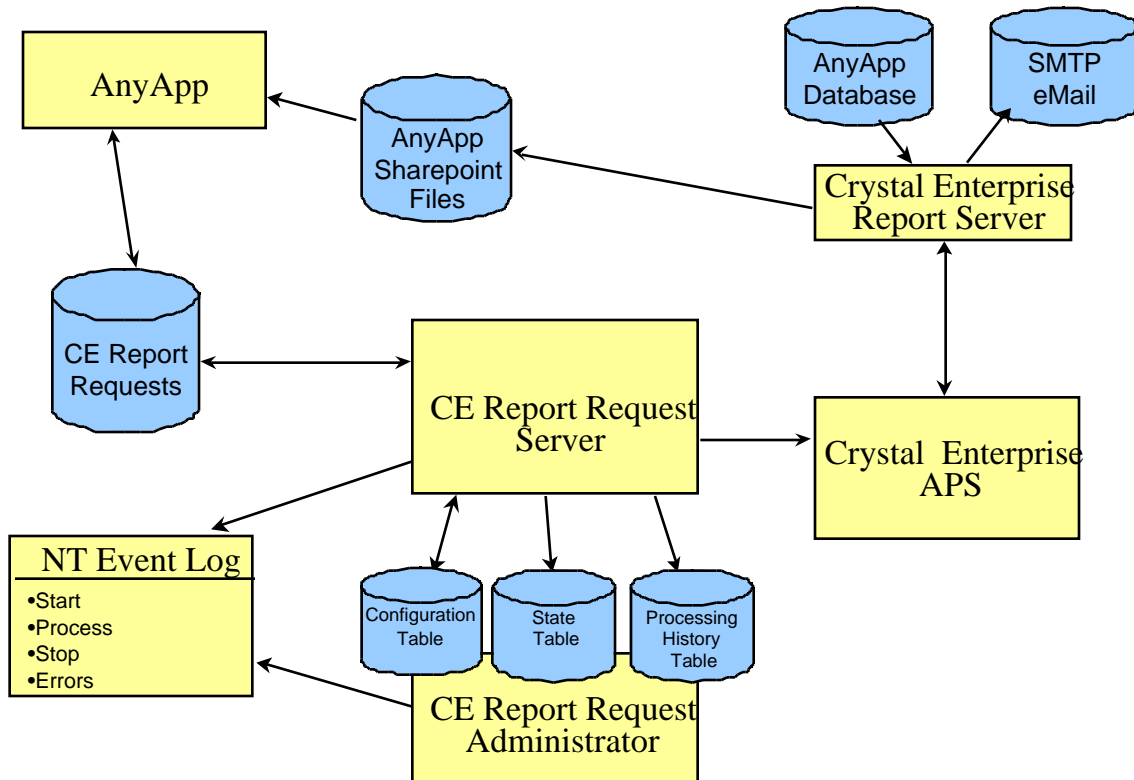 AnyApp
AnyApp
Sharepoint
Files
AnyApp
Database
SMTP
eMail
Crystal Enterprise
Report Server
CE Report
Requests
CE Report Request
Server
Crystal  Enterprise
APS
NT Event Log
•Start
•Process
•Stop
•Errors
Configuration
Table
State
Table
Processing
History
Table
CE Report Request
Administrator